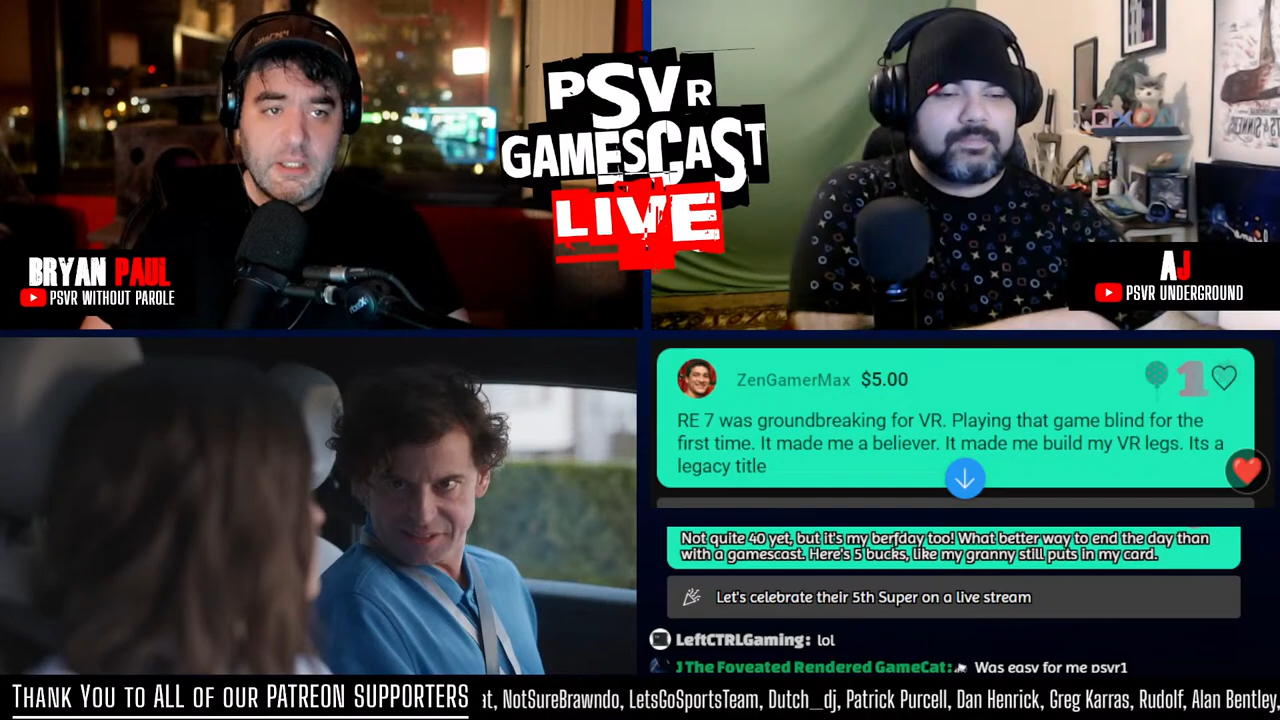 PSVR
GAMESCAST
LIVE
BRYAN PAUL
PSVR WITHOUT PAROLE
AJ
PSVR UNDERGROUND
ZenGamerMax $5.00
1
RE 7 was groundbreaking for VR. Playing that game blind for the
first time. It made me a believer. It made me build my VR legs. Its a
legacy title
Not quite 40 yet, but it's my berfday too! What better way to end the day than
with a gamescast. Here's 5 bucks, like my granny still puts in my card.
Let's celebrate their 5th Super on a live stream
LeftCTRLGaming: lol
J The Foveated Rendered GameCat: Was easy for me psvr1
THANK YOU TO ALL OF OUR PATREON SUPPORTERS
at, NotSureBrawndo, LetsGoSportsTeam, Dutch_dj, Patrick Purcell, Dan Henrick, Greg Karras, Rudolf, Alan Bentley,